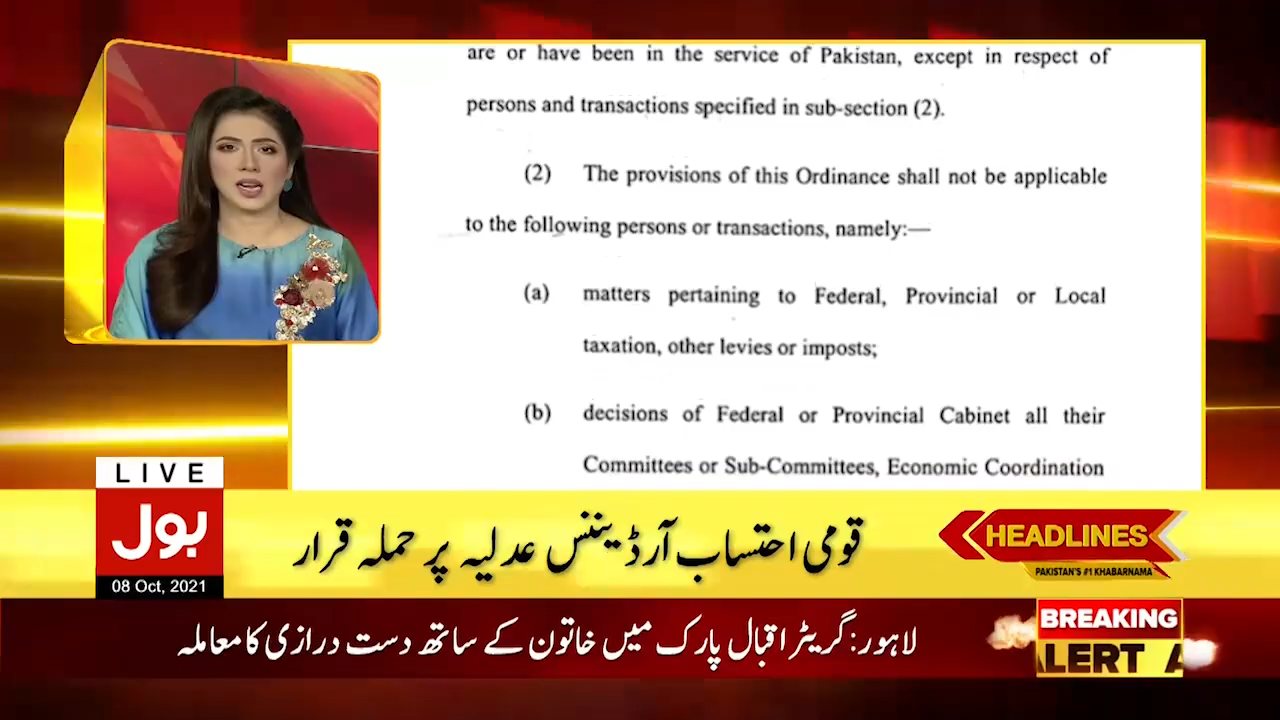 are or have been in the service of Pakistan, except in respect of
persons and transactions specified in sub-section (2).
(2) The provisions of this Ordinance shall not be applicable
to the following persons or transactions, namely:—
(a) matters pertaining to Federal, Provincial or Local
taxation, other levies or imposts;
(b) decisions of Federal or Provincial Cabinet all their
Committees or Sub-Committees, Economic Coordination
LIVE
بول
08 Oct, 2021
قومی احتساب آرڈیننس عدلیہ پر حملہ قرار
HEADLINES
PAKISTAN'S #1 KHABARNAMA
لاہور: گریٹر اقبال پارک میں خاتون کے ساتھ دست درازی کا معاملہ
BREAKING
ALERT A